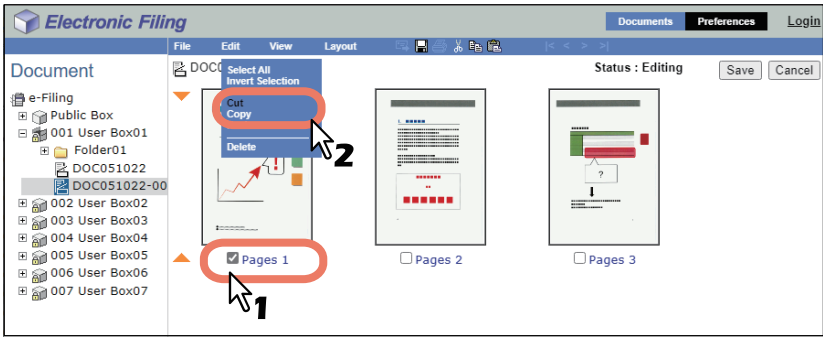 Electronic Filing
Documents
Preferences
Login
File
Edit
View
Layout
|< < > >|
Document
DOC
Status : Editing
Save
Cancel
Select All
Invert Selection
Cut
Copy
Delete
e-Filing
Public Box
001 User Box01
Folder01
DOC051022
DOC051022-00
002 User Box02
003 User Box03
004 User Box04
005 User Box05
006 User Box06
007 User Box07
!
?
2
Pages 1
Pages 2
Pages 3
1